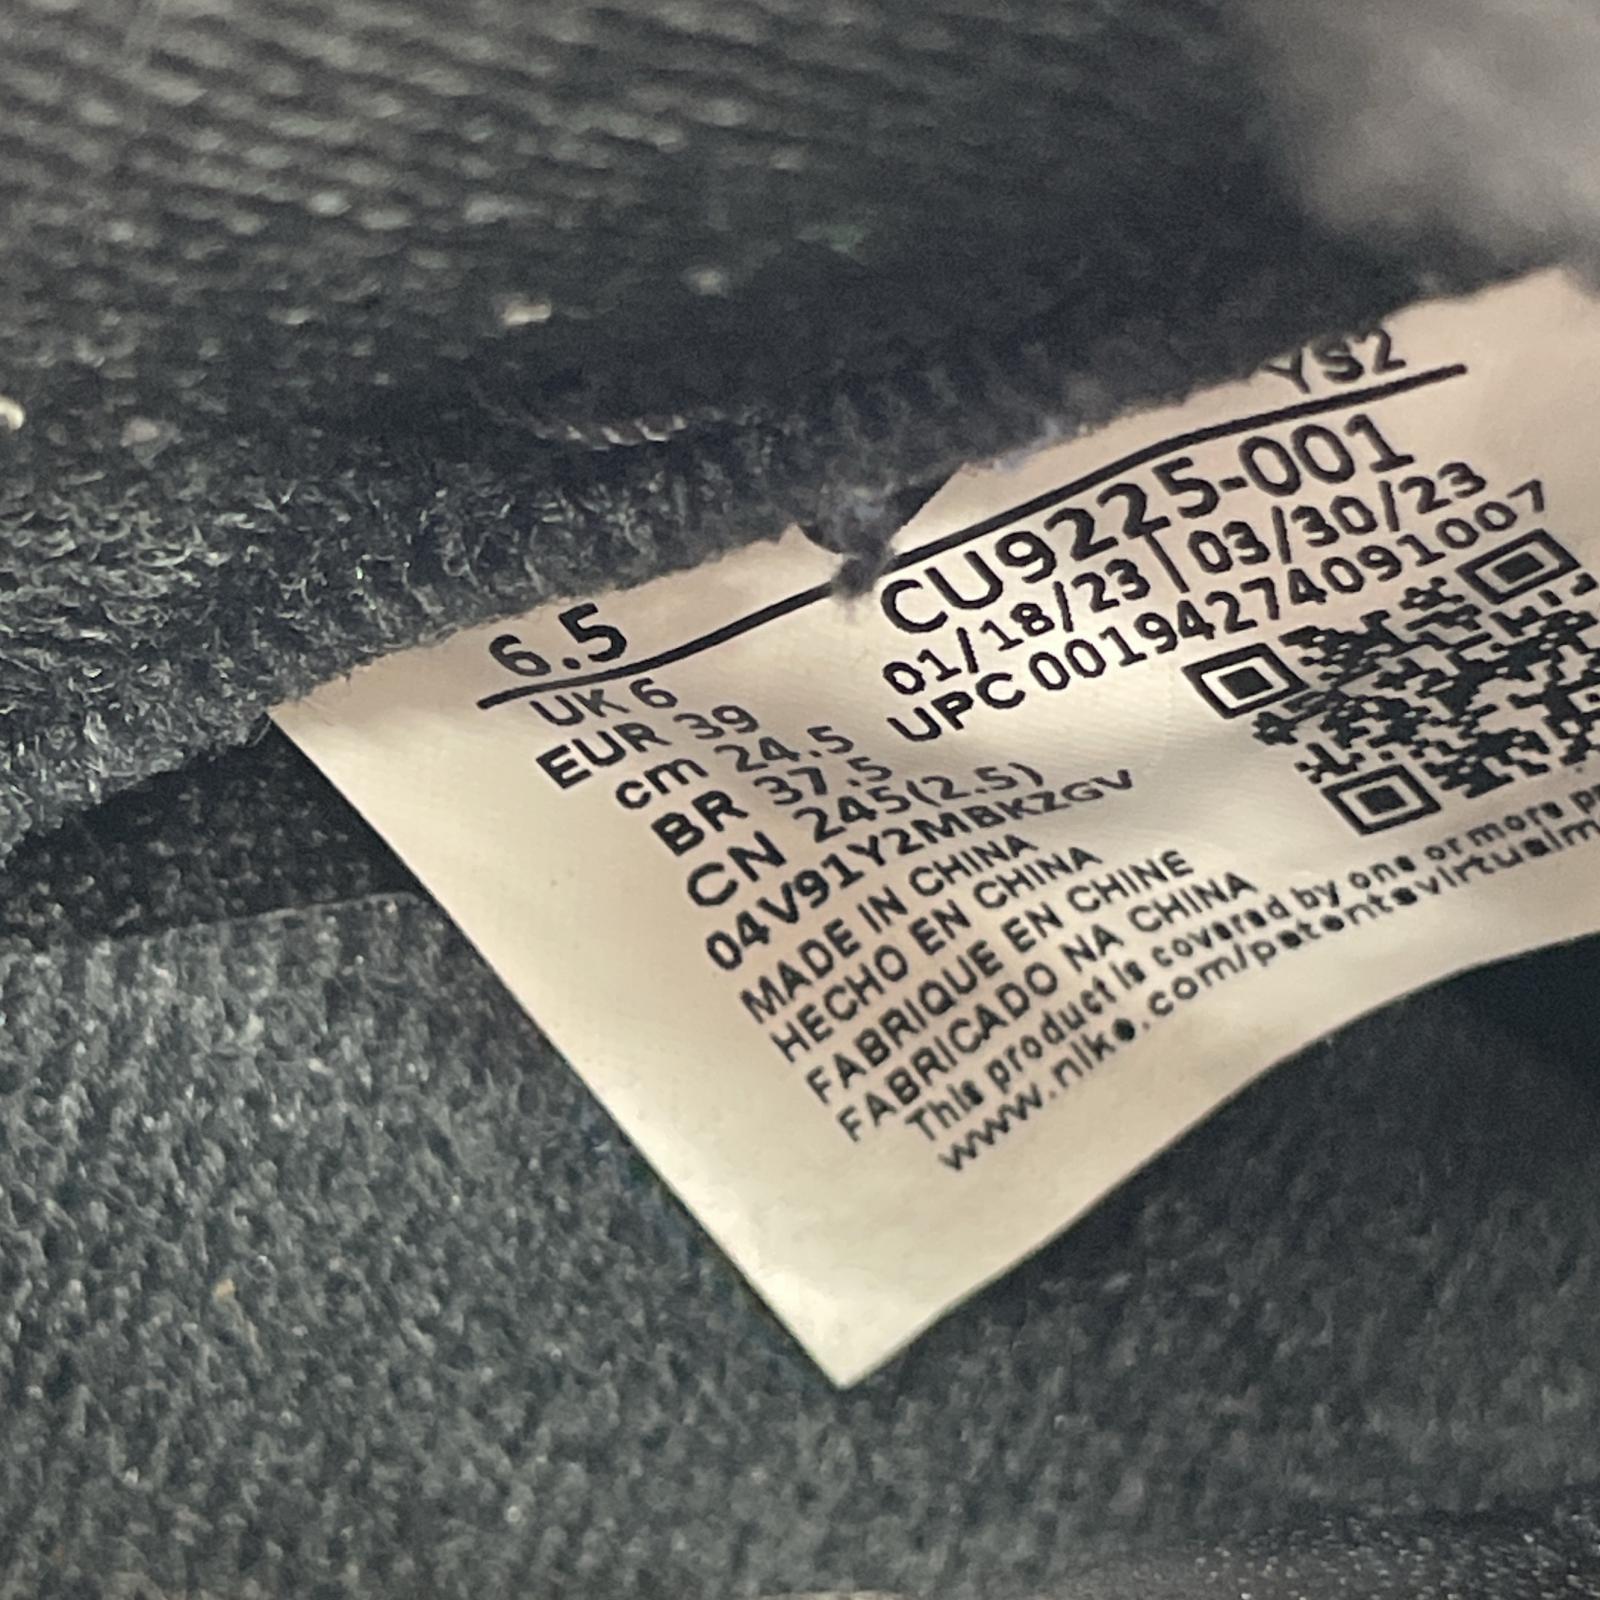 YS2
6.5
CU9225-001
01/18/23 | 03/30/23
UPC 00194274091007
UK 6
EUR 39
cm 24.5
BR 37.5
CN 245(2.5)
04V91Y2MBKZGV
MADE IN CHINA
HECHO EN CHINA
FABRIQUE EN CHINE
FABRICADO NA CHINA
This product is covered by one or more
www.nike.com/patents